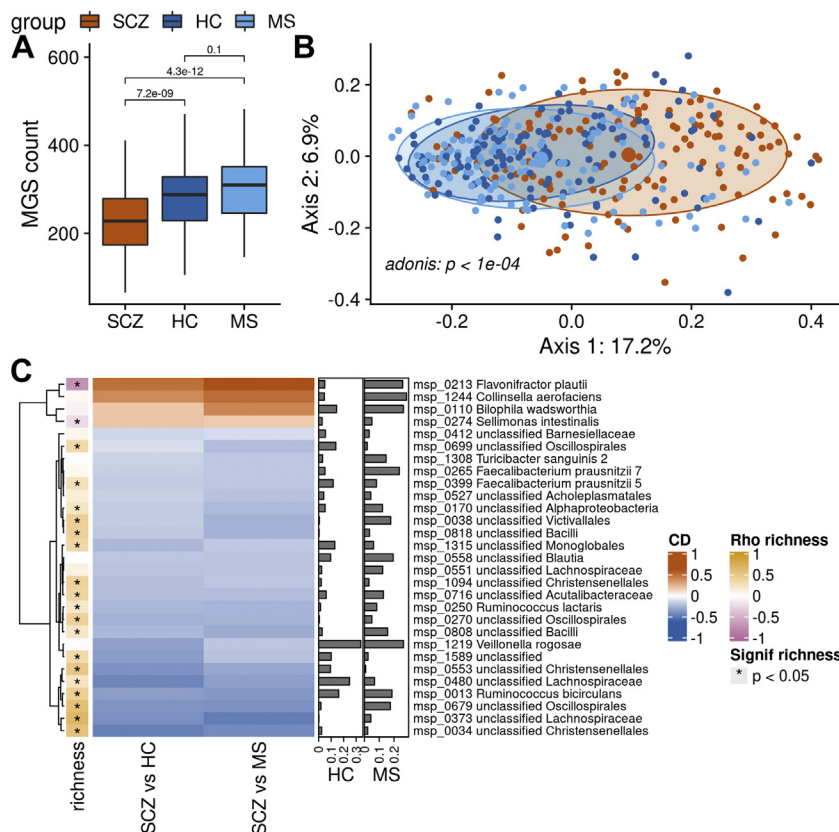 group SCZ HC MS
A
MGS count
600
400
200
0.1
4.3e-12
7.2e-09
SCZ HC MS
B
Axis 2: 6.9%
0.2
0.0
-0.2
-0.4
adonis: p < 1e-04
-0.2 0.0 0.2 0.4
Axis 1: 17.2%
C
* msp_0213 Flavonifractor plautii
msp_1244 Collinsella aerofaciens
msp_0110 Bilophila wadsworthia
* msp_0274 Sellimonas intestinalis
msp_0412 unclassified Barnesiellaceae
* msp_0699 unclassified Oscillospirales
msp_1308 Turicibacter sanguinis 2
msp_0265 Faecalibacterium prausnitzii 7
* msp_0399 Faecalibacterium prausnitzii 5
msp_0527 unclassified Acholeplasmatales
* msp_0170 unclassified Alphaproteobacteria
* msp_0038 unclassified Victivallales
* msp_0818 unclassified Bacilli
* msp_1315 unclassified Monoglobales
msp_0558 unclassified Blautia
msp_0551 unclassified Lachnospiraceae
* msp_1094 unclassified Christensenellales
* msp_0716 unclassified Acutalibacteraceae
* msp_0250 Ruminococcus lactaris
* msp_0270 unclassified Oscillospirales
* msp_0808 unclassified Bacilli
msp_1219 Veillonella rogosae
* msp_1589 unclassified
* msp_0553 unclassified Christensenellales
* msp_0480 unclassified Lachnospiraceae
* msp_0013 Ruminococcus bicirculans
* msp_0679 unclassified Oscillospirales
* msp_0373 unclassified Lachnospiraceae
* msp_0034 unclassified Christensenellales
richness
SCZ vs HC
SCZ vs MS
0 0.1 0.2 0.3
HC
0 0.1 0.2
MS
CD
1
0.5
0
-0.5
-1
Rho richness
1
0.5
0
-0.5
-1
Signif richness
* p < 0.05